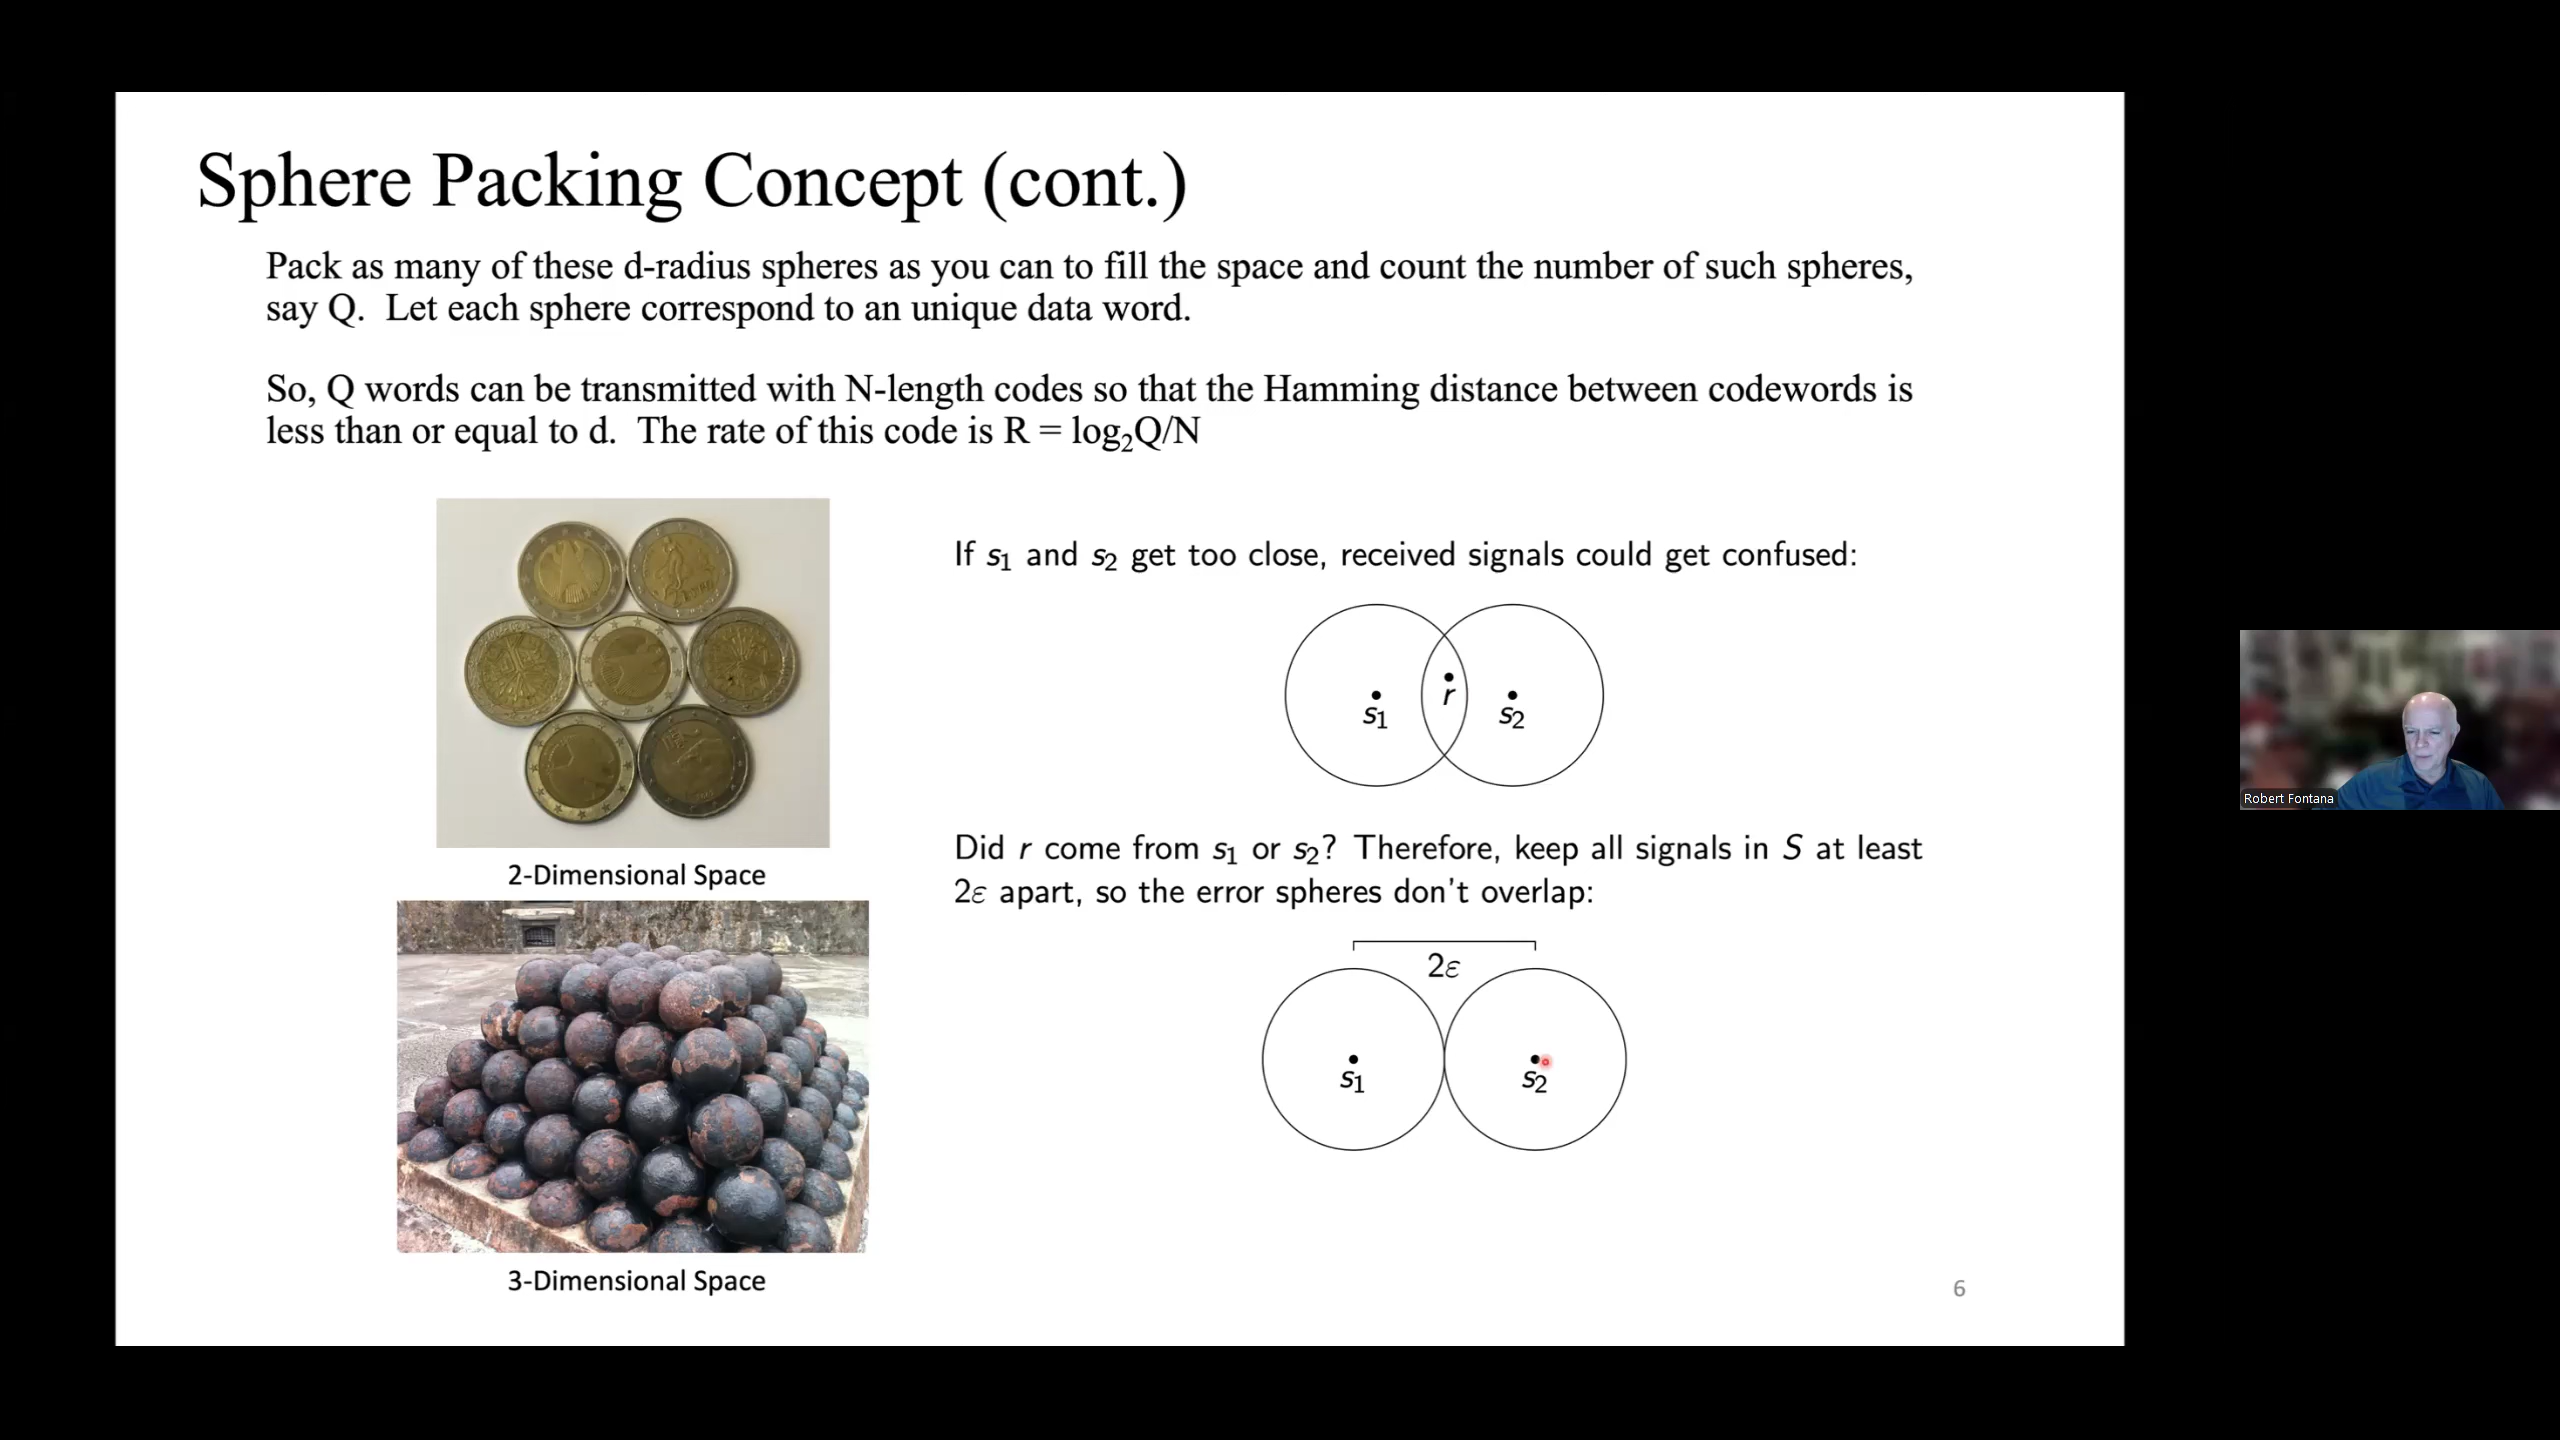 Sphere Packing Concept (cont.)
Pack as many of these d-radius spheres as you can to fill the space and count the number of such spheres,
say Q.  Let each sphere correspond to an unique data word.
So, Q words can be transmitted with N-length codes so that the Hamming distance between codewords is
less than or equal to d.  The rate of this code is R = log₂Q/N
If s₁ and s₂ get too close, received signals could get confused:
r
s₁
s₂
Did r come from s₁ or s₂? Therefore, keep all signals in S at least
2ε apart, so the error spheres don't overlap:
2ε
s₁
s₂
2-Dimensional Space
3-Dimensional Space
6
Robert Fontana